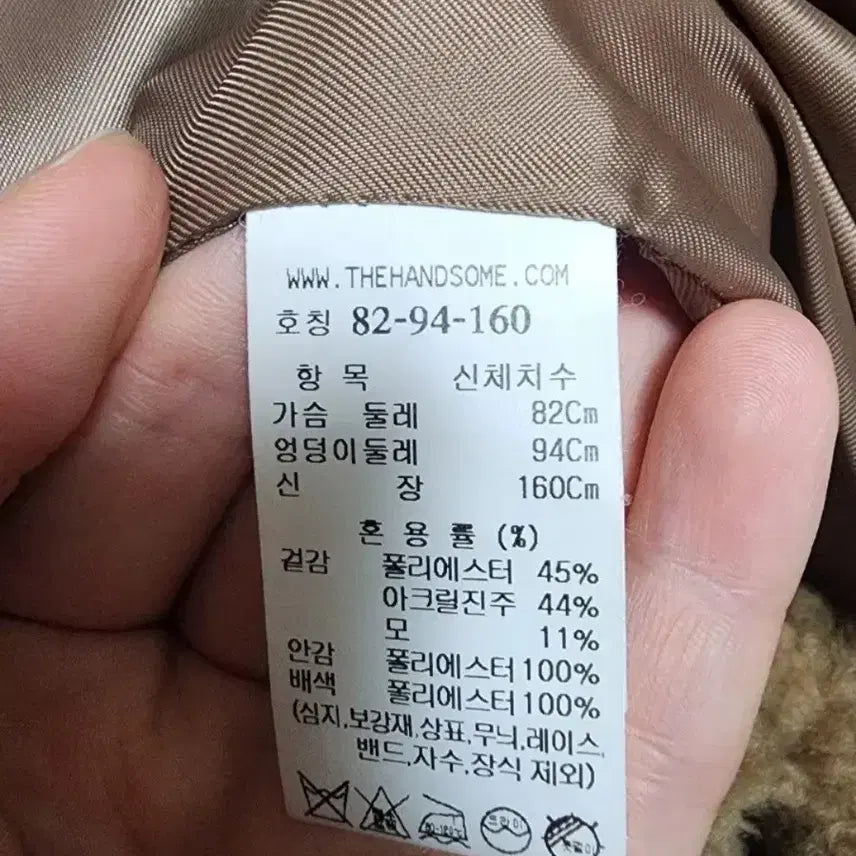 WWW.THEHANDSOME.COM
호칭 82-94-160
항 목 신체치수
가슴 둘레 82Cm
엉덩이둘레 94Cm
신 장 160Cm
혼 용 률 (%)
겉감 폴리에스터 45%
아크릴진주 44%
모 11%
안감 폴리에스터 100%
배색 폴리에스터 100%
(심지,보강재,상표,무늬,레이스,
밴드,자수,장식 제외)
드라이